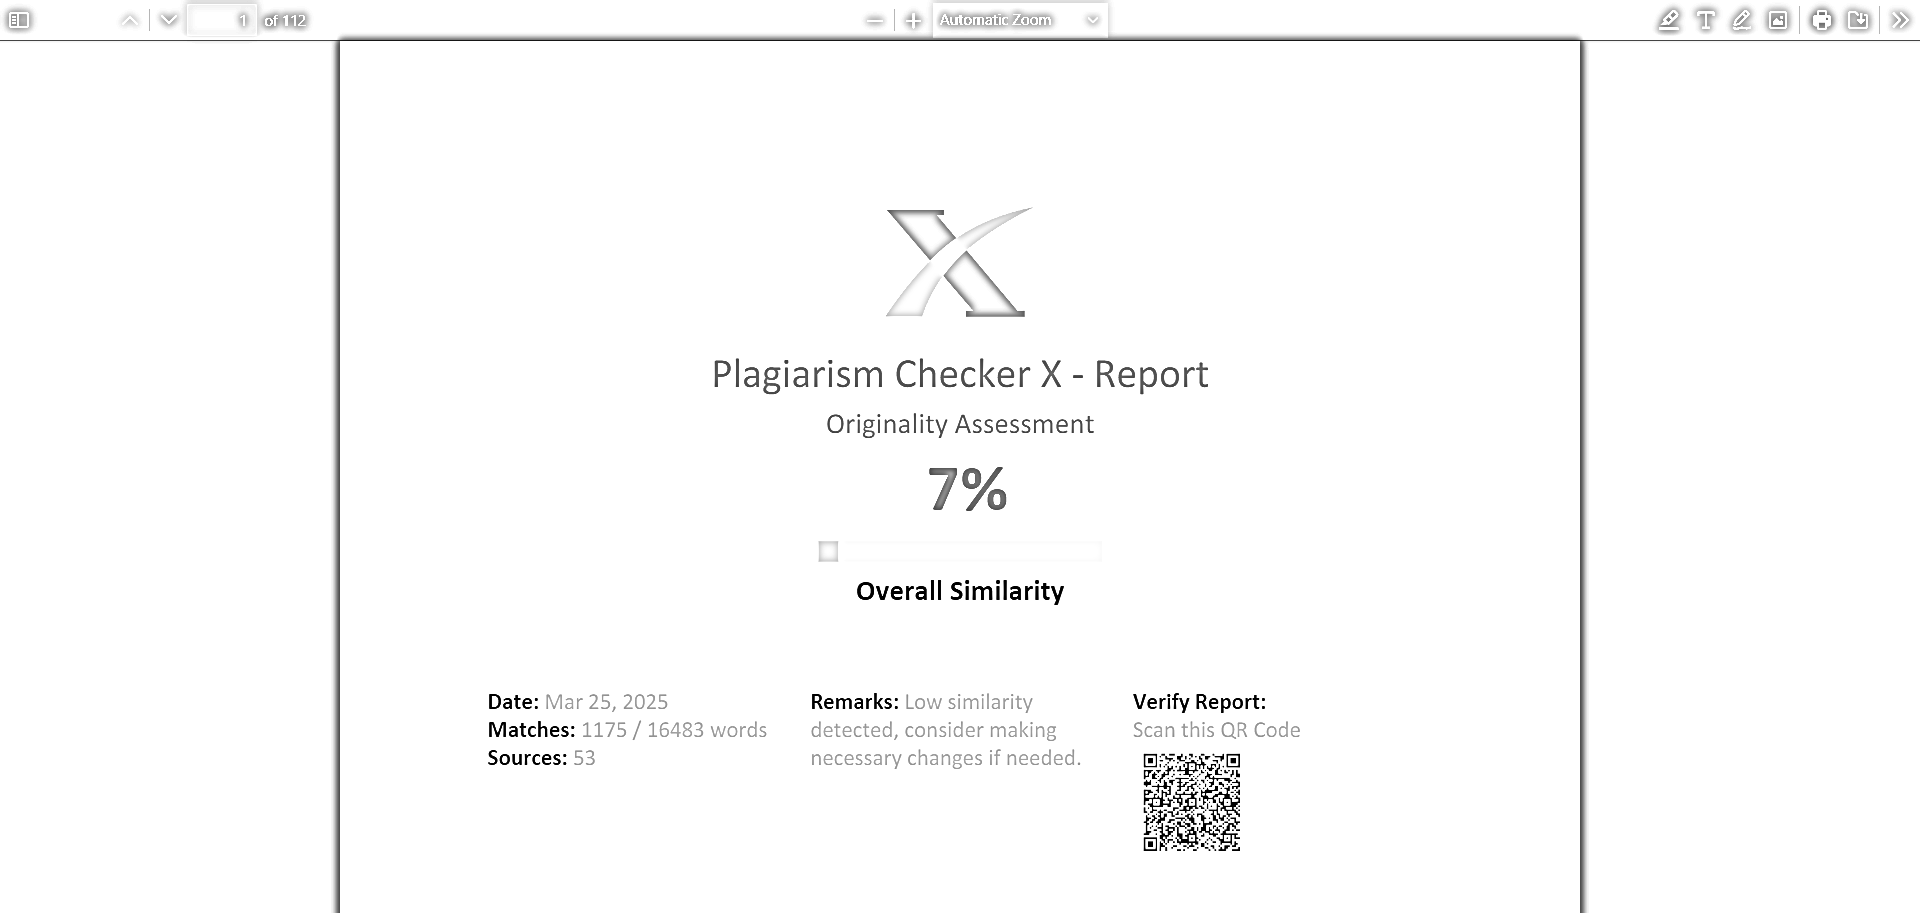 1 of 112
Automatic Zoom
Plagiarism Checker X - Report
Originality Assessment
7%
Overall Similarity
Date: Mar 25, 2025
Matches: 1175 / 16483 words
Sources: 53
Remarks: Low similarity
detected, consider making
necessary changes if needed.
Verify Report:
Scan this QR Code